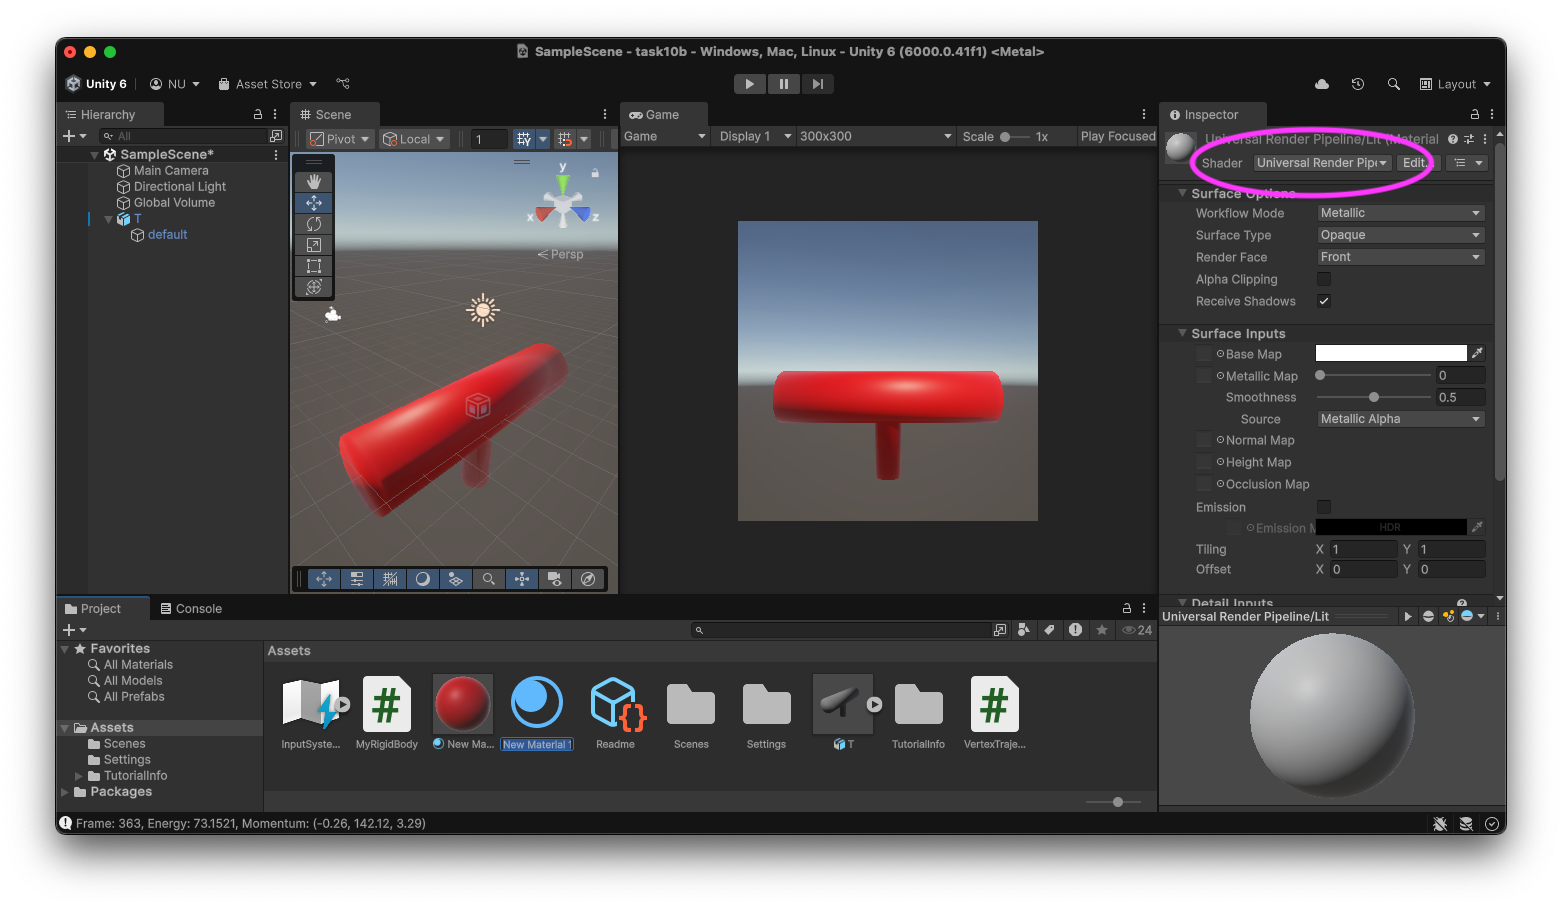 SampleScene - task10b - Windows, Mac, Linux - Unity 6 (6000.0.41f1) <Metal>
Unity 6 NU Asset Store Layout
Hierarchy
All
SampleScene*
Main Camera
Directional Light
Global Volume
T
default
Scene
Pivot Local 1
y
x
z
Persp
Game
Game Display 1 300x300 Scale 1x Play Focused
Inspector
Universal Render Pipeline/Lit (Material
Shader Universal Render Pip Edit..
Surface Options
Workflow Mode Metallic
Surface Type Opaque
Render Face Front
Alpha Clipping
Receive Shadows
Surface Inputs
Base Map
Metallic Map 0
Smoothness 0.5
Source Metallic Alpha
Normal Map
Height Map
Occlusion Map
Emission
Emission M HDR
Tiling X 1 Y 1
Offset X 0 Y 0
Detail Inputs
Universal Render Pipeline/Lit
Project Console
24
Favorites
All Materials
All Models
All Prefabs
Assets
Scenes
Settings
TutorialInfo
Packages
Assets
InputSyste... MyRigidBody New Ma... New Material 1 Readme Scenes Settings T TutorialInfo VertexTraje...
Frame: 363, Energy: 73.1521, Momentum: (-0.26, 142.12, 3.29)